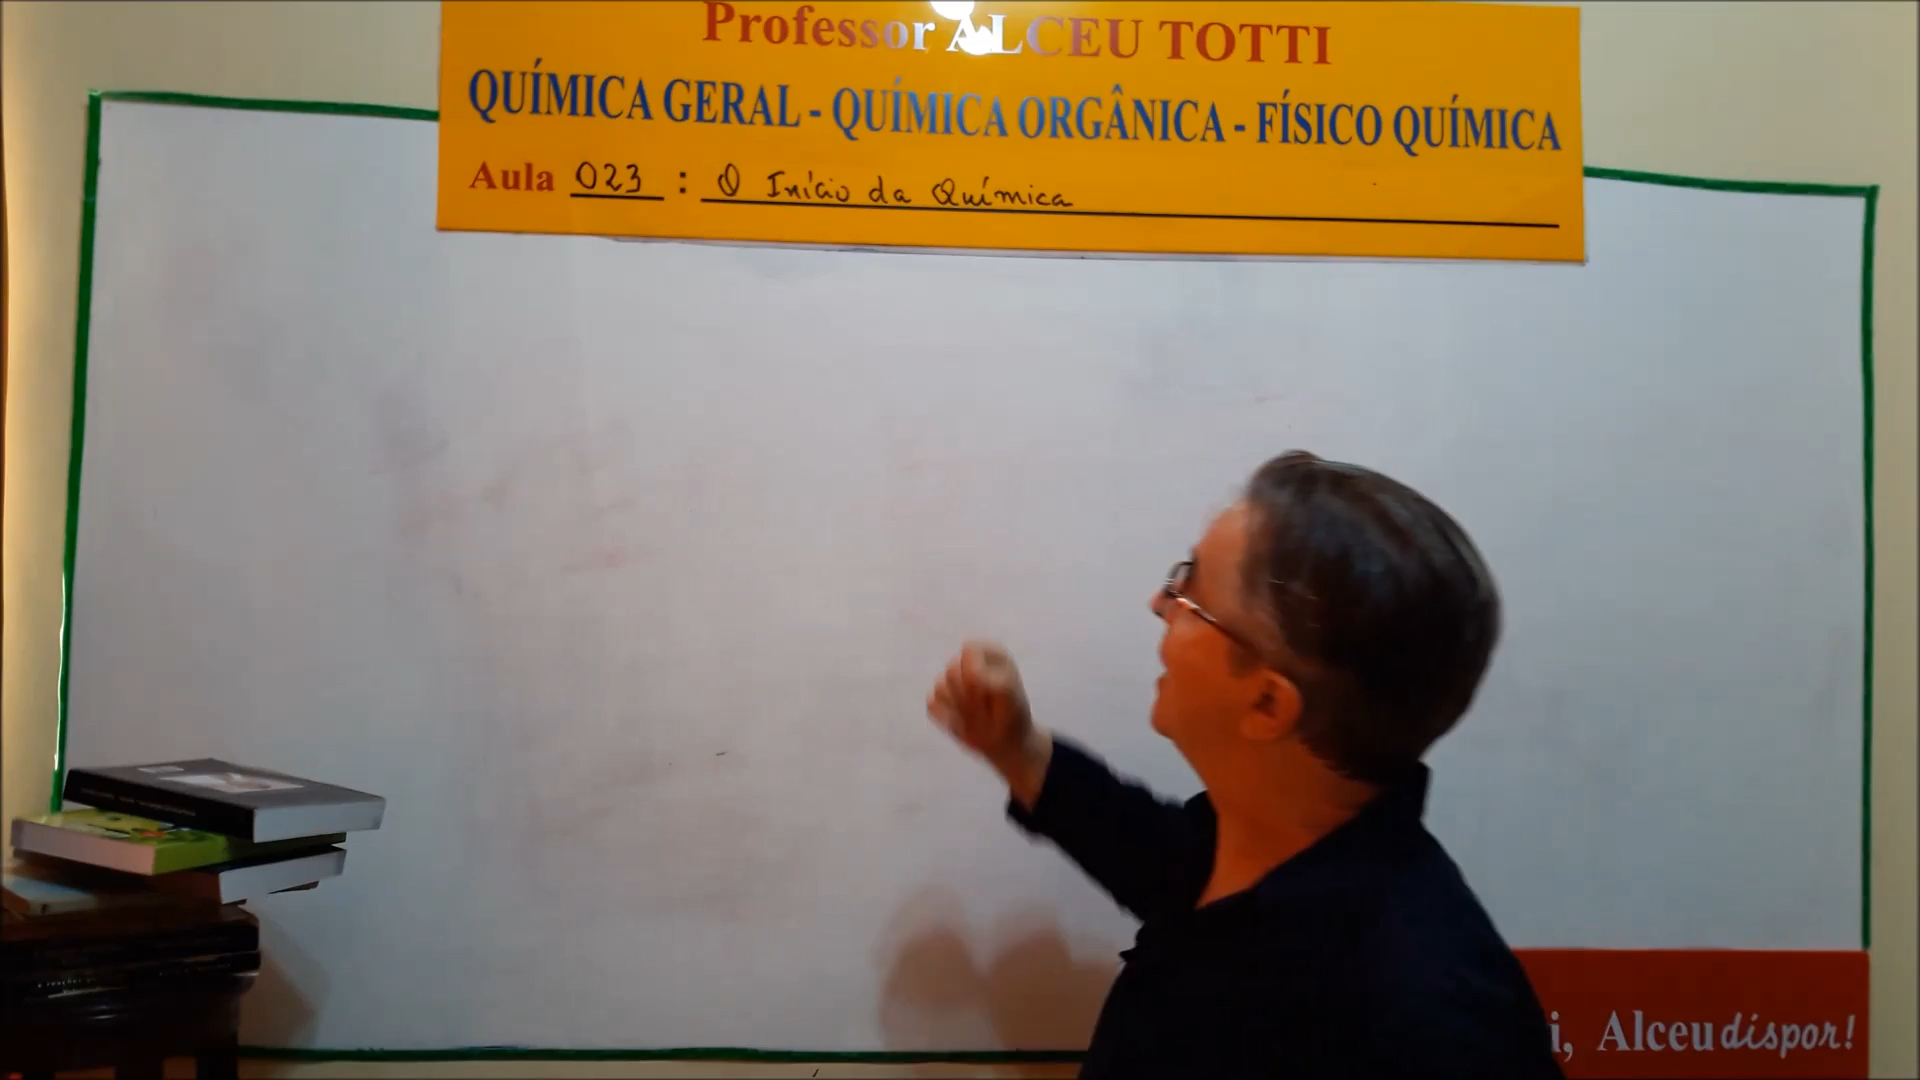 Professor ALCEU TOTTI
QUÍMICA GERAL - QUÍMICA ORGÂNICA - FÍSICO QUÍMICA
Aula 023 : O Início da Química
i, Alceu dispor!